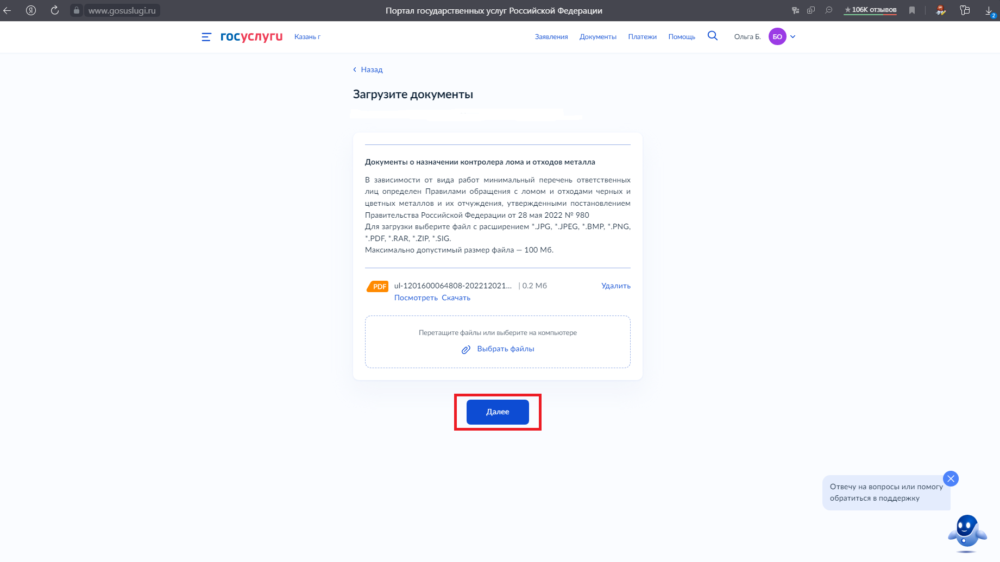 www.gosuslugi.ru
Портал государственных услуг Российской Федерации
★ 106K отзывов
2
госуслуги
Казань г
Заявления
Документы
Платежи
Помощь
Ольга Б.
БО
Назад
Загрузите документы
Документы о назначении контролера лома и отходов металла
В зависимости от вида работ минимальный перечень ответственных
лиц определен Правилами обращения с ломом и отходами черных и
цветных металлов и их отчуждения, утвержденными постановлением
Правительства Российской Федерации от 28 мая 2022 № 980
Для загрузки выберите файл с расширением *.JPG, *.JPEG, *.BMP, *.PNG,
*.PDF, *.RAR, *.ZIP, *.SIG.
Максимально допустимый размер файла — 100 Мб.
PDF
ul-1201600064808-202212021... | 0.2 Мб
Удалить
Посмотреть Скачать
Перетащите файлы или выберите на компьютере
Выбрать файлы
Далее
Отвечу на вопросы или помогу
обратиться в поддержку